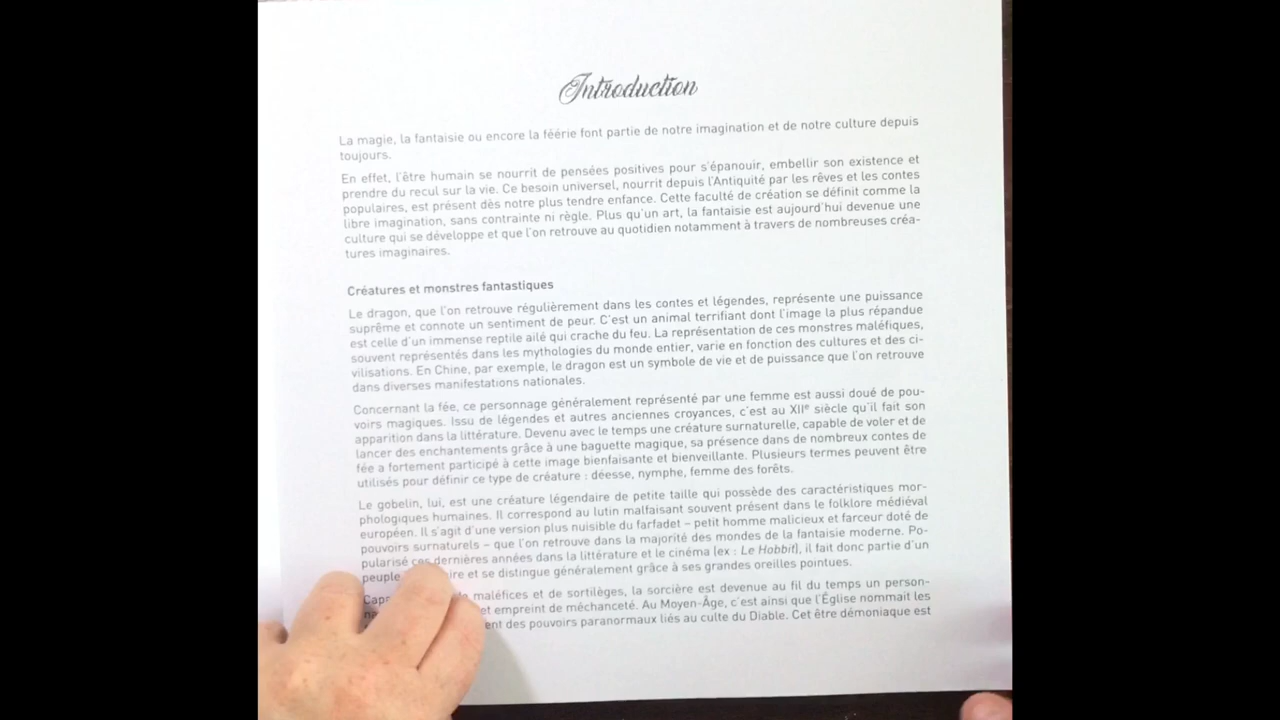 Introduction
La magie, la fantaisie ou encore la féérie font partie de notre imagination et de notre culture depuis
toujours.
En effet, l'être humain se nourrit de pensées positives pour s'épanouir, embellir son existence et
prendre du recul sur la vie. Ce besoin universel, nourrit depuis l'Antiquité par les rêves et les contes
populaires, est présent dès notre plus tendre enfance. Cette faculté de création se définit comme la
libre imagination, sans contrainte ni règle. Plus qu'un art, la fantaisie est aujourd'hui devenue une
culture qui se développe et que l'on retrouve au quotidien notamment à travers de nombreuses créa-
tures imaginaires.
Créatures et monstres fantastiques
Le dragon, que l'on retrouve régulièrement dans les contes et légendes, représente une puissance
suprême et connote un sentiment de peur. C'est un animal terrifiant dont l'image la plus répandue
est celle d'un immense reptile ailé qui crache du feu. La représentation de ces monstres maléfiques,
souvent représentés dans les mythologies du monde entier, varie en fonction des cultures et des ci-
vilisations. En Chine, par exemple, le dragon est un symbole de vie et de puissance que l'on retrouve
dans diverses manifestations nationales.
Concernant la fée, ce personnage généralement représenté par une femme est aussi doué de pou-
voirs magiques. Issu de légendes et autres anciennes croyances, c'est au XIIe siècle qu'il fait son
apparition dans la littérature. Devenu avec le temps une créature surnaturelle, capable de voler et de
lancer des enchantements grâce à une baguette magique, sa présence dans de nombreux contes de
fée a fortement participé à cette image bienfaisante et bienveillante. Plusieurs termes peuvent être
utilisés pour définir ce type de créature : déesse, nymphe, femme des forêts.
Le gobelin, lui, est une créature légendaire de petite taille qui possède des caractéristiques mor-
phologiques humaines. Il correspond au lutin malfaisant souvent présent dans le folklore médiéval
européen. Il s'agit d'une version plus nuisible du farfadet – petit homme malicieux et farceur doté de
pouvoirs surnaturels – que l'on retrouve dans la majorité des mondes de la fantaisie moderne. Po-
pularisé ces dernières années dans la littérature et le cinéma (ex : Le Hobbit), il fait donc partie d'un
peuple et se distingue généralement grâce à ses grandes oreilles pointues.
maléfices et de sortilèges, la sorcière est devenue au fil du temps un person-
et empreint de méchanceté. Au Moyen-Âge, c'est ainsi que l'Église nommait les
des pouvoirs paranormaux liés au culte du Diable. Cet être démoniaque est